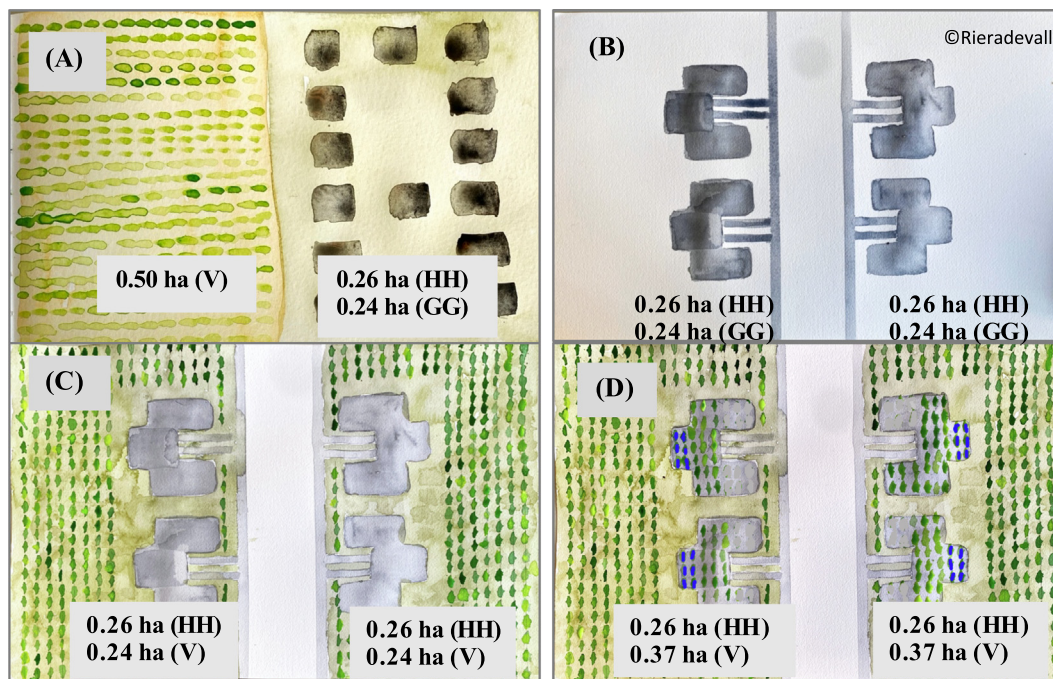 (A)
0.50 ha (V)
0.26 ha (HH)
0.24 ha (GG)
(B)
©Rieradevall
0.26 ha (HH)
0.24 ha (GG)
0.26 ha (HH)
0.24 ha (GG)
(C)
0.26 ha (HH)
0.24 ha (V)
0.26 ha (HH)
0.24 ha (V)
(D)
0.26 ha (HH)
0.37 ha (V)
0.26 ha (HH)
0.37 ha (V)